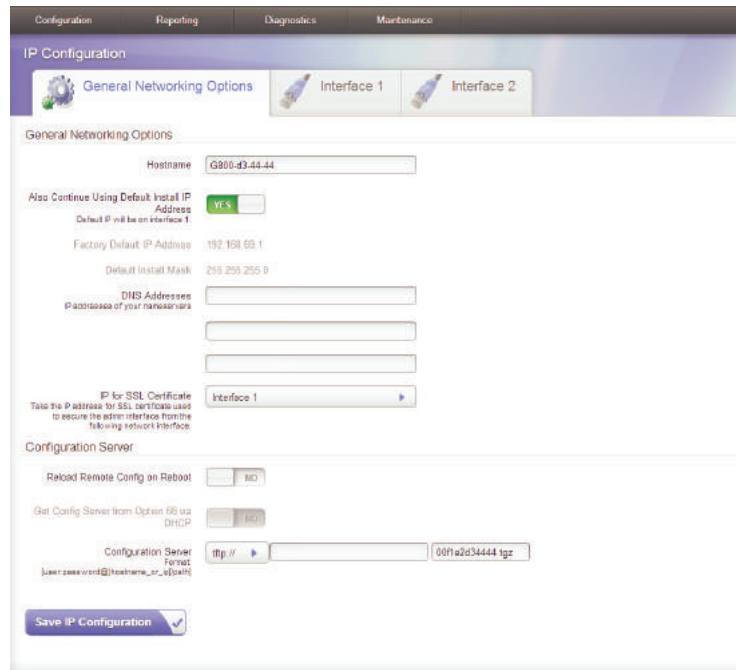 Configuration Reporting Diagnostics Maintenance
IP Configuration
General Networking Options Interface 1 Interface 2
General Networking Options
Hostname G800-d3-44-44
Also Continue Using Default Install IP
Address YES
Default IP will be on interface 1.
Factory Default IP Address 192.168.69.1
Default Install Mask 255.255.255.0
DNS Addresses
IP addresses of your nameservers
IP for SSL Certificate Interface 1
Take the IP address for SSL certificate used
to secure the admin interface from the
following network interface.
Configuration Server
Reload Remote Config on Reboot NO
Get Config Server from Option 66 via
DHCP NO
Configuration Server tftp:// 00f1a2d34444.tgz
Format:
[user:password@]hostname_or_ip[/path]
Save IP Configuration